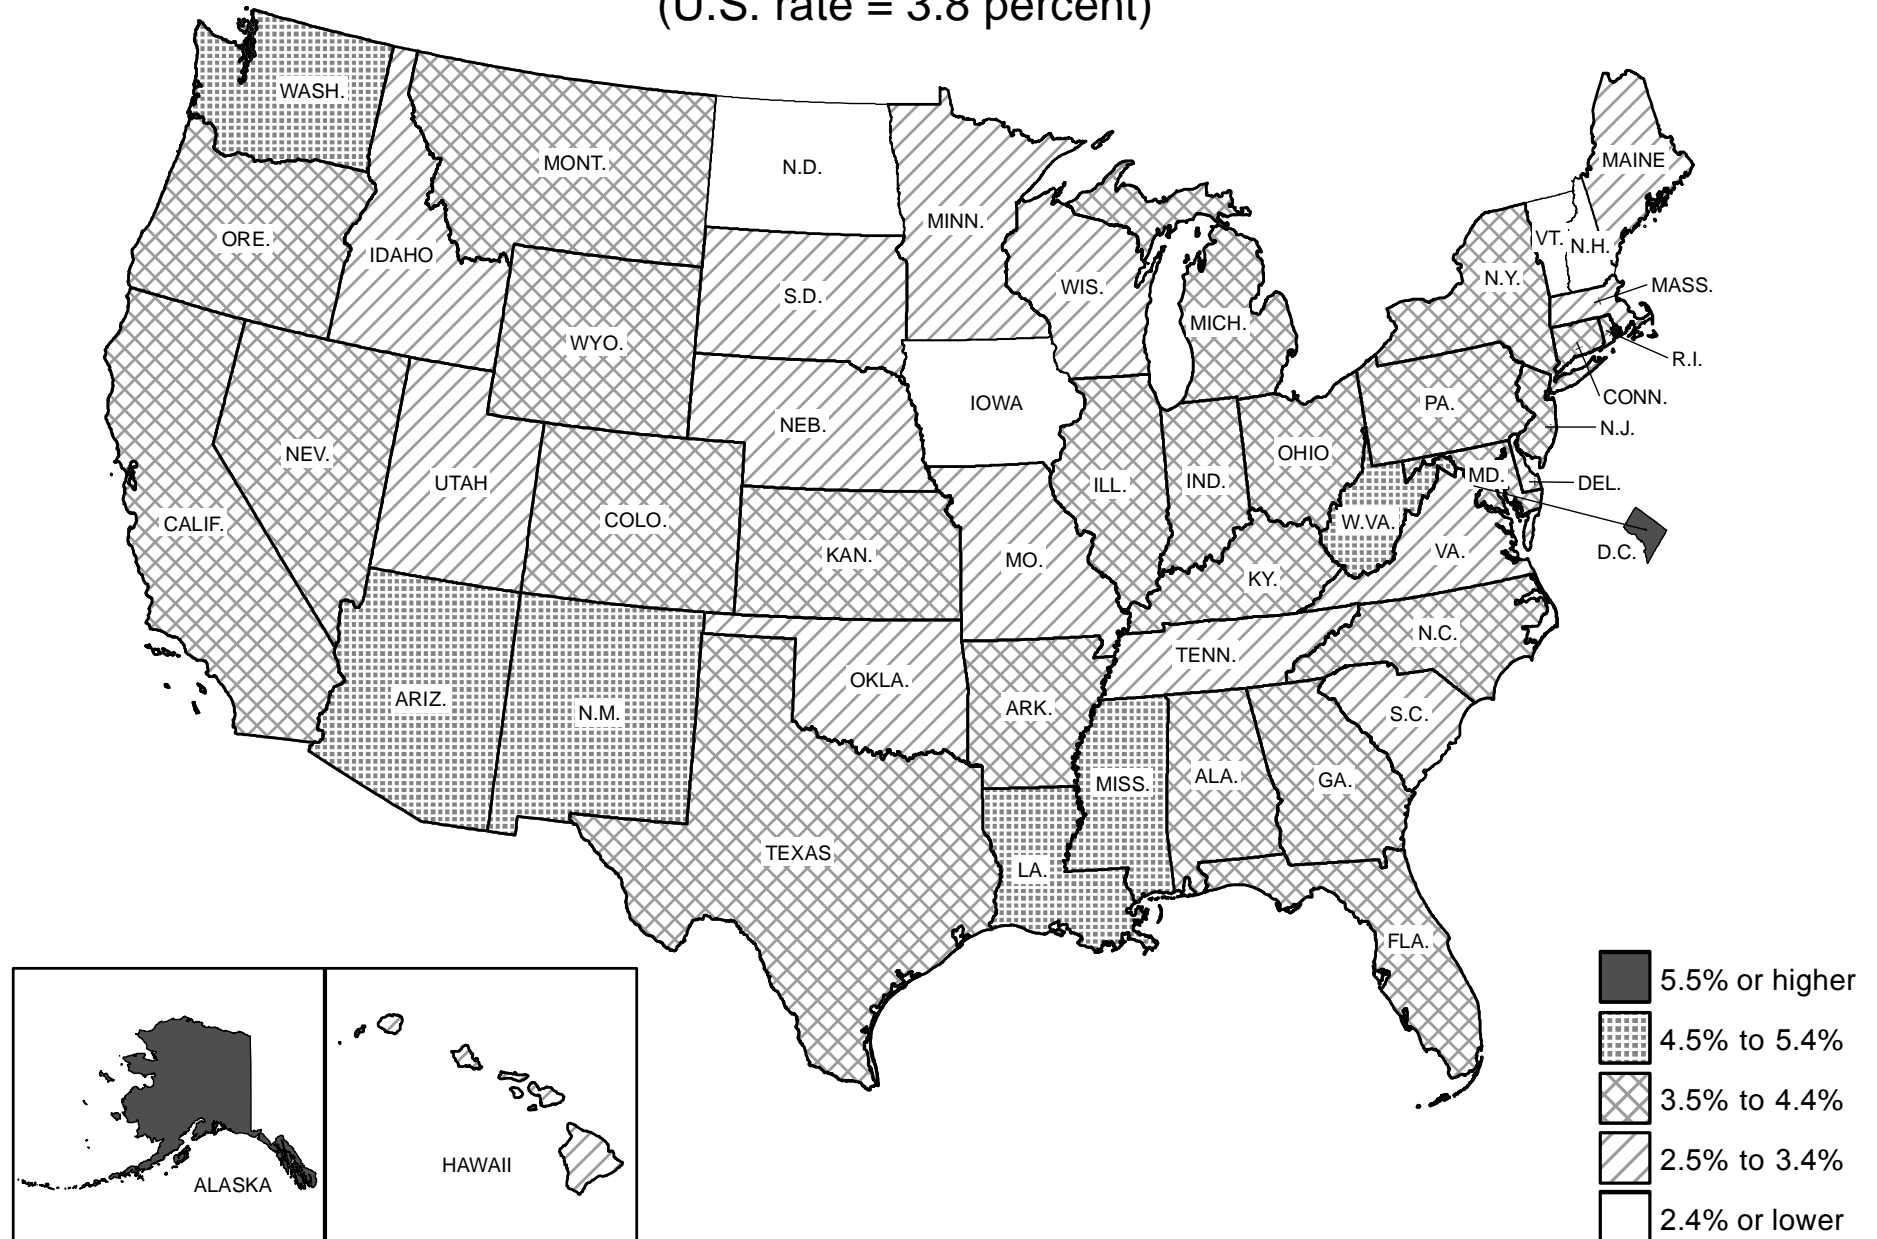 (U.S. rate = 3.8 percent)
WASH.
MONT.
N.D.
MAINE
MINN.
ORE.
VT.
N.H.
IDAHO
N.Y.
MASS.
WIS.
S.D.
MICH.
WYO.
R.I.
CONN.
IOWA
PA.
NEB.
N.J.
NEV.
OHIO
UTAH
ILL.
IND.
MD.
DEL.
CALIF.
COLO.
W.VA.
D.C.
KAN.
MO.
VA.
KY.
N.C.
TENN.
OKLA.
ARIZ.
N.M.
ARK.
S.C.
MISS.
ALA.
GA.
TEXAS
LA.
FLA.
ALASKA
HAWAII
5.5% or higher
4.5% to 5.4%
3.5% to 4.4%
2.5% to 3.4%
2.4% or lower